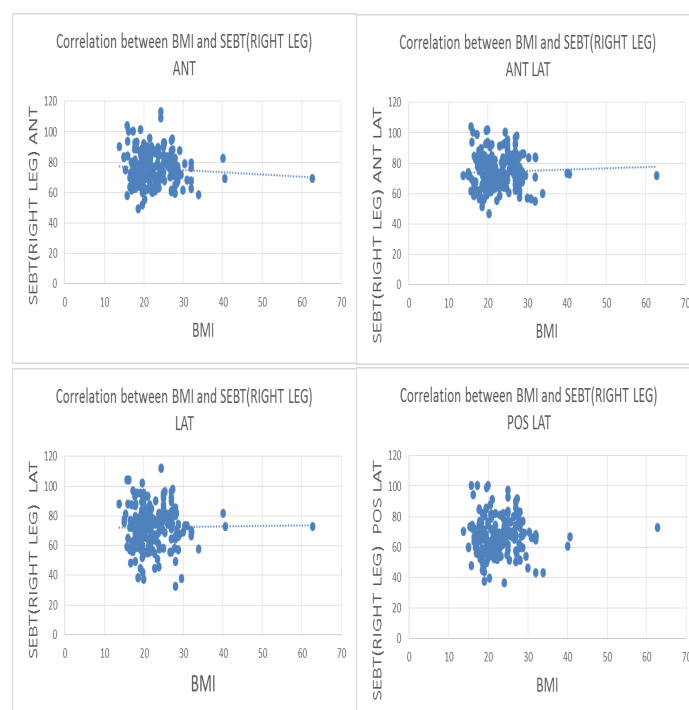 Correlation between BMI and SEBT(RIGHT LEG)
ANT
120
100
80
60
40
20
0
0 10 20 30 40 50 60 70
SEBT(RIGHT LEG) ANT
BMI
Correlation between BMI and SEBT(RIGHT LEG)
ANT LAT
120
100
80
60
40
20
0
0 10 20 30 40 50 60 70
SEBT(RIGHT LEG) ANT LAT
BMI
Correlation between BMI and SEBT(RIGHT LEG)
LAT
120
100
80
60
40
20
0
0 10 20 30 40 50 60 70
SEBT(RIGHT LEG) LAT
BMI
Correlation between BMI and SEBT(RIGHT LEG)
POS LAT
120
100
80
60
40
20
0
0 10 20 30 40 50 60 70
SEBT(RIGHT LEG) POS LAT
BMI